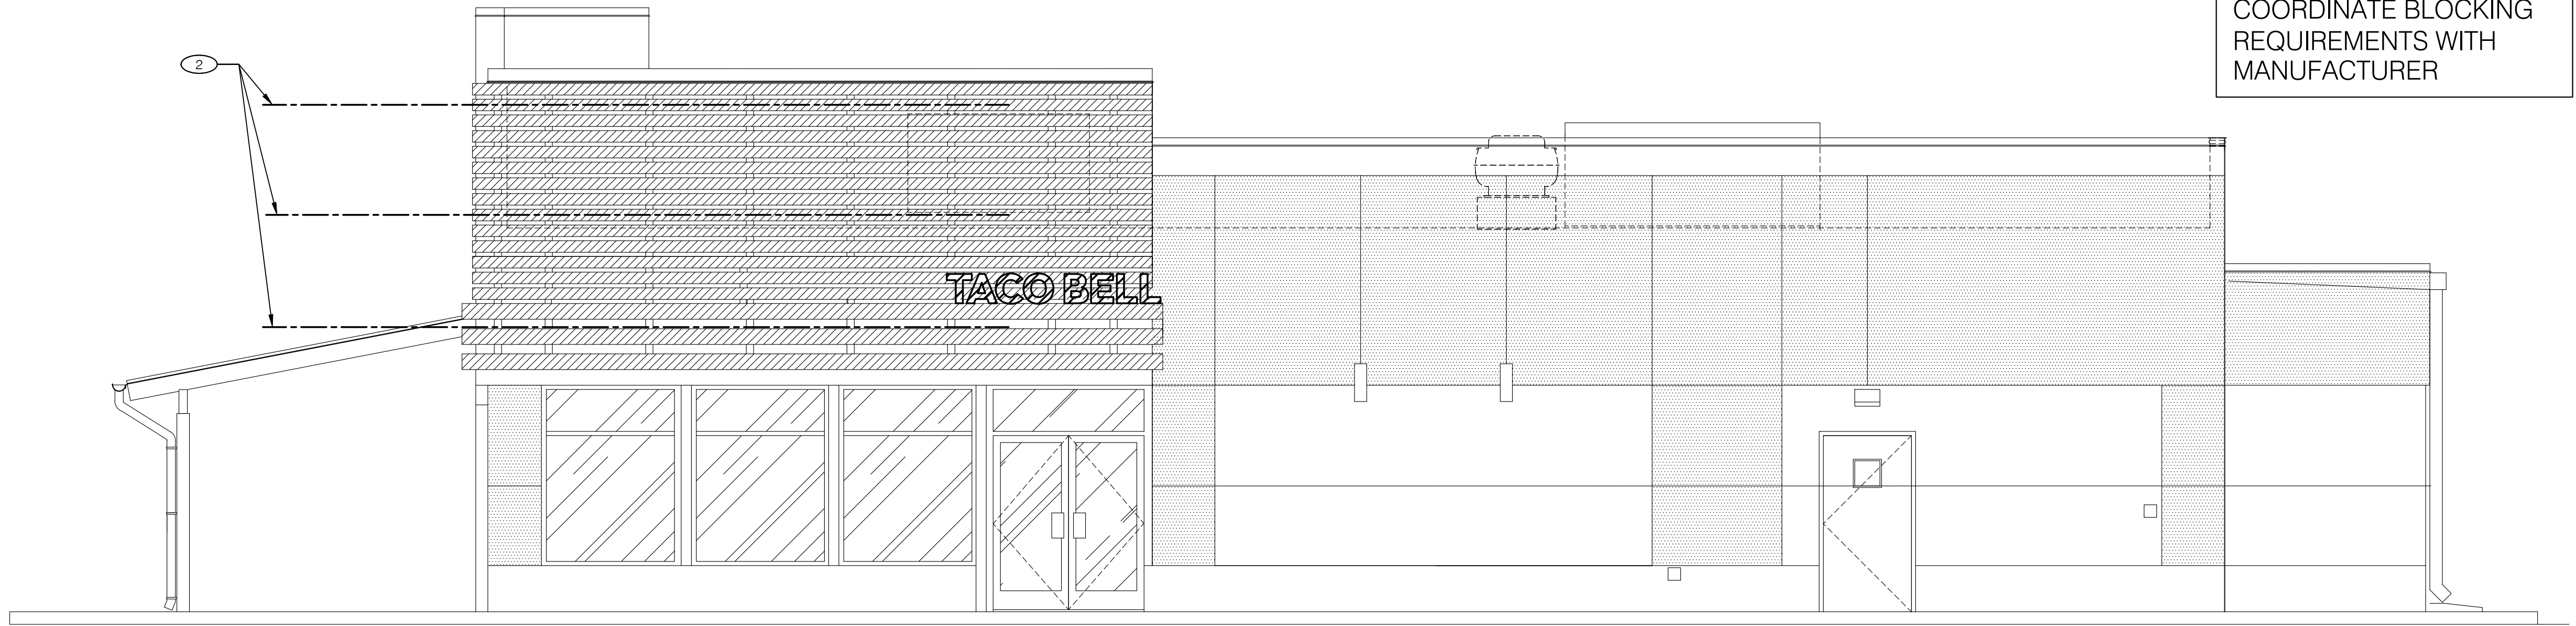 COORDINATE BLOCKING
REQUIREMENTS WITH
MANUFACTURER
2
TACO BELL